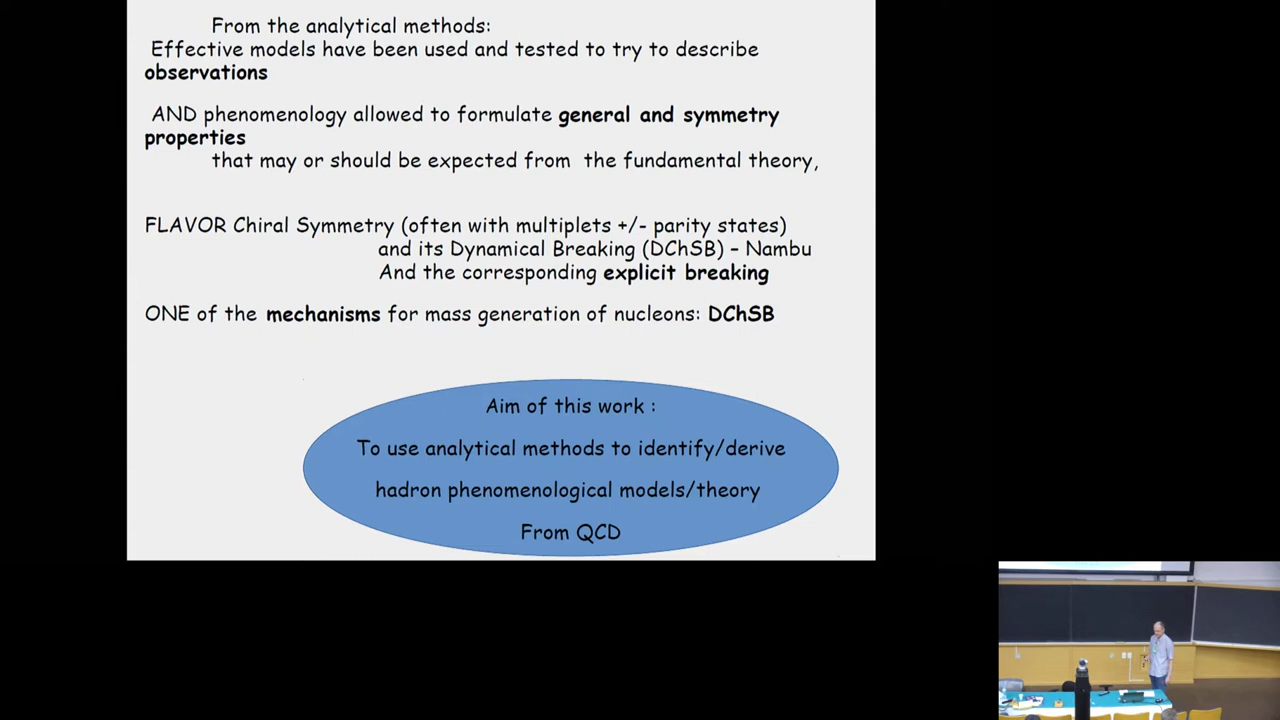 From the analytical methods:
Effective models have been used and tested to try to describe
observations
AND phenomenology allowed to formulate general and symmetry
properties
that may or should be expected from the fundamental theory,
FLAVOR Chiral Symmetry (often with multiplets +/- parity states)
and its Dynamical Breaking (DChSB) – Nambu
And the corresponding explicit breaking
ONE of the mechanisms for mass generation of nucleons: DChSB
Aim of this work :
To use analytical methods to identify/derive
hadron phenomenological models/theory
From QCD